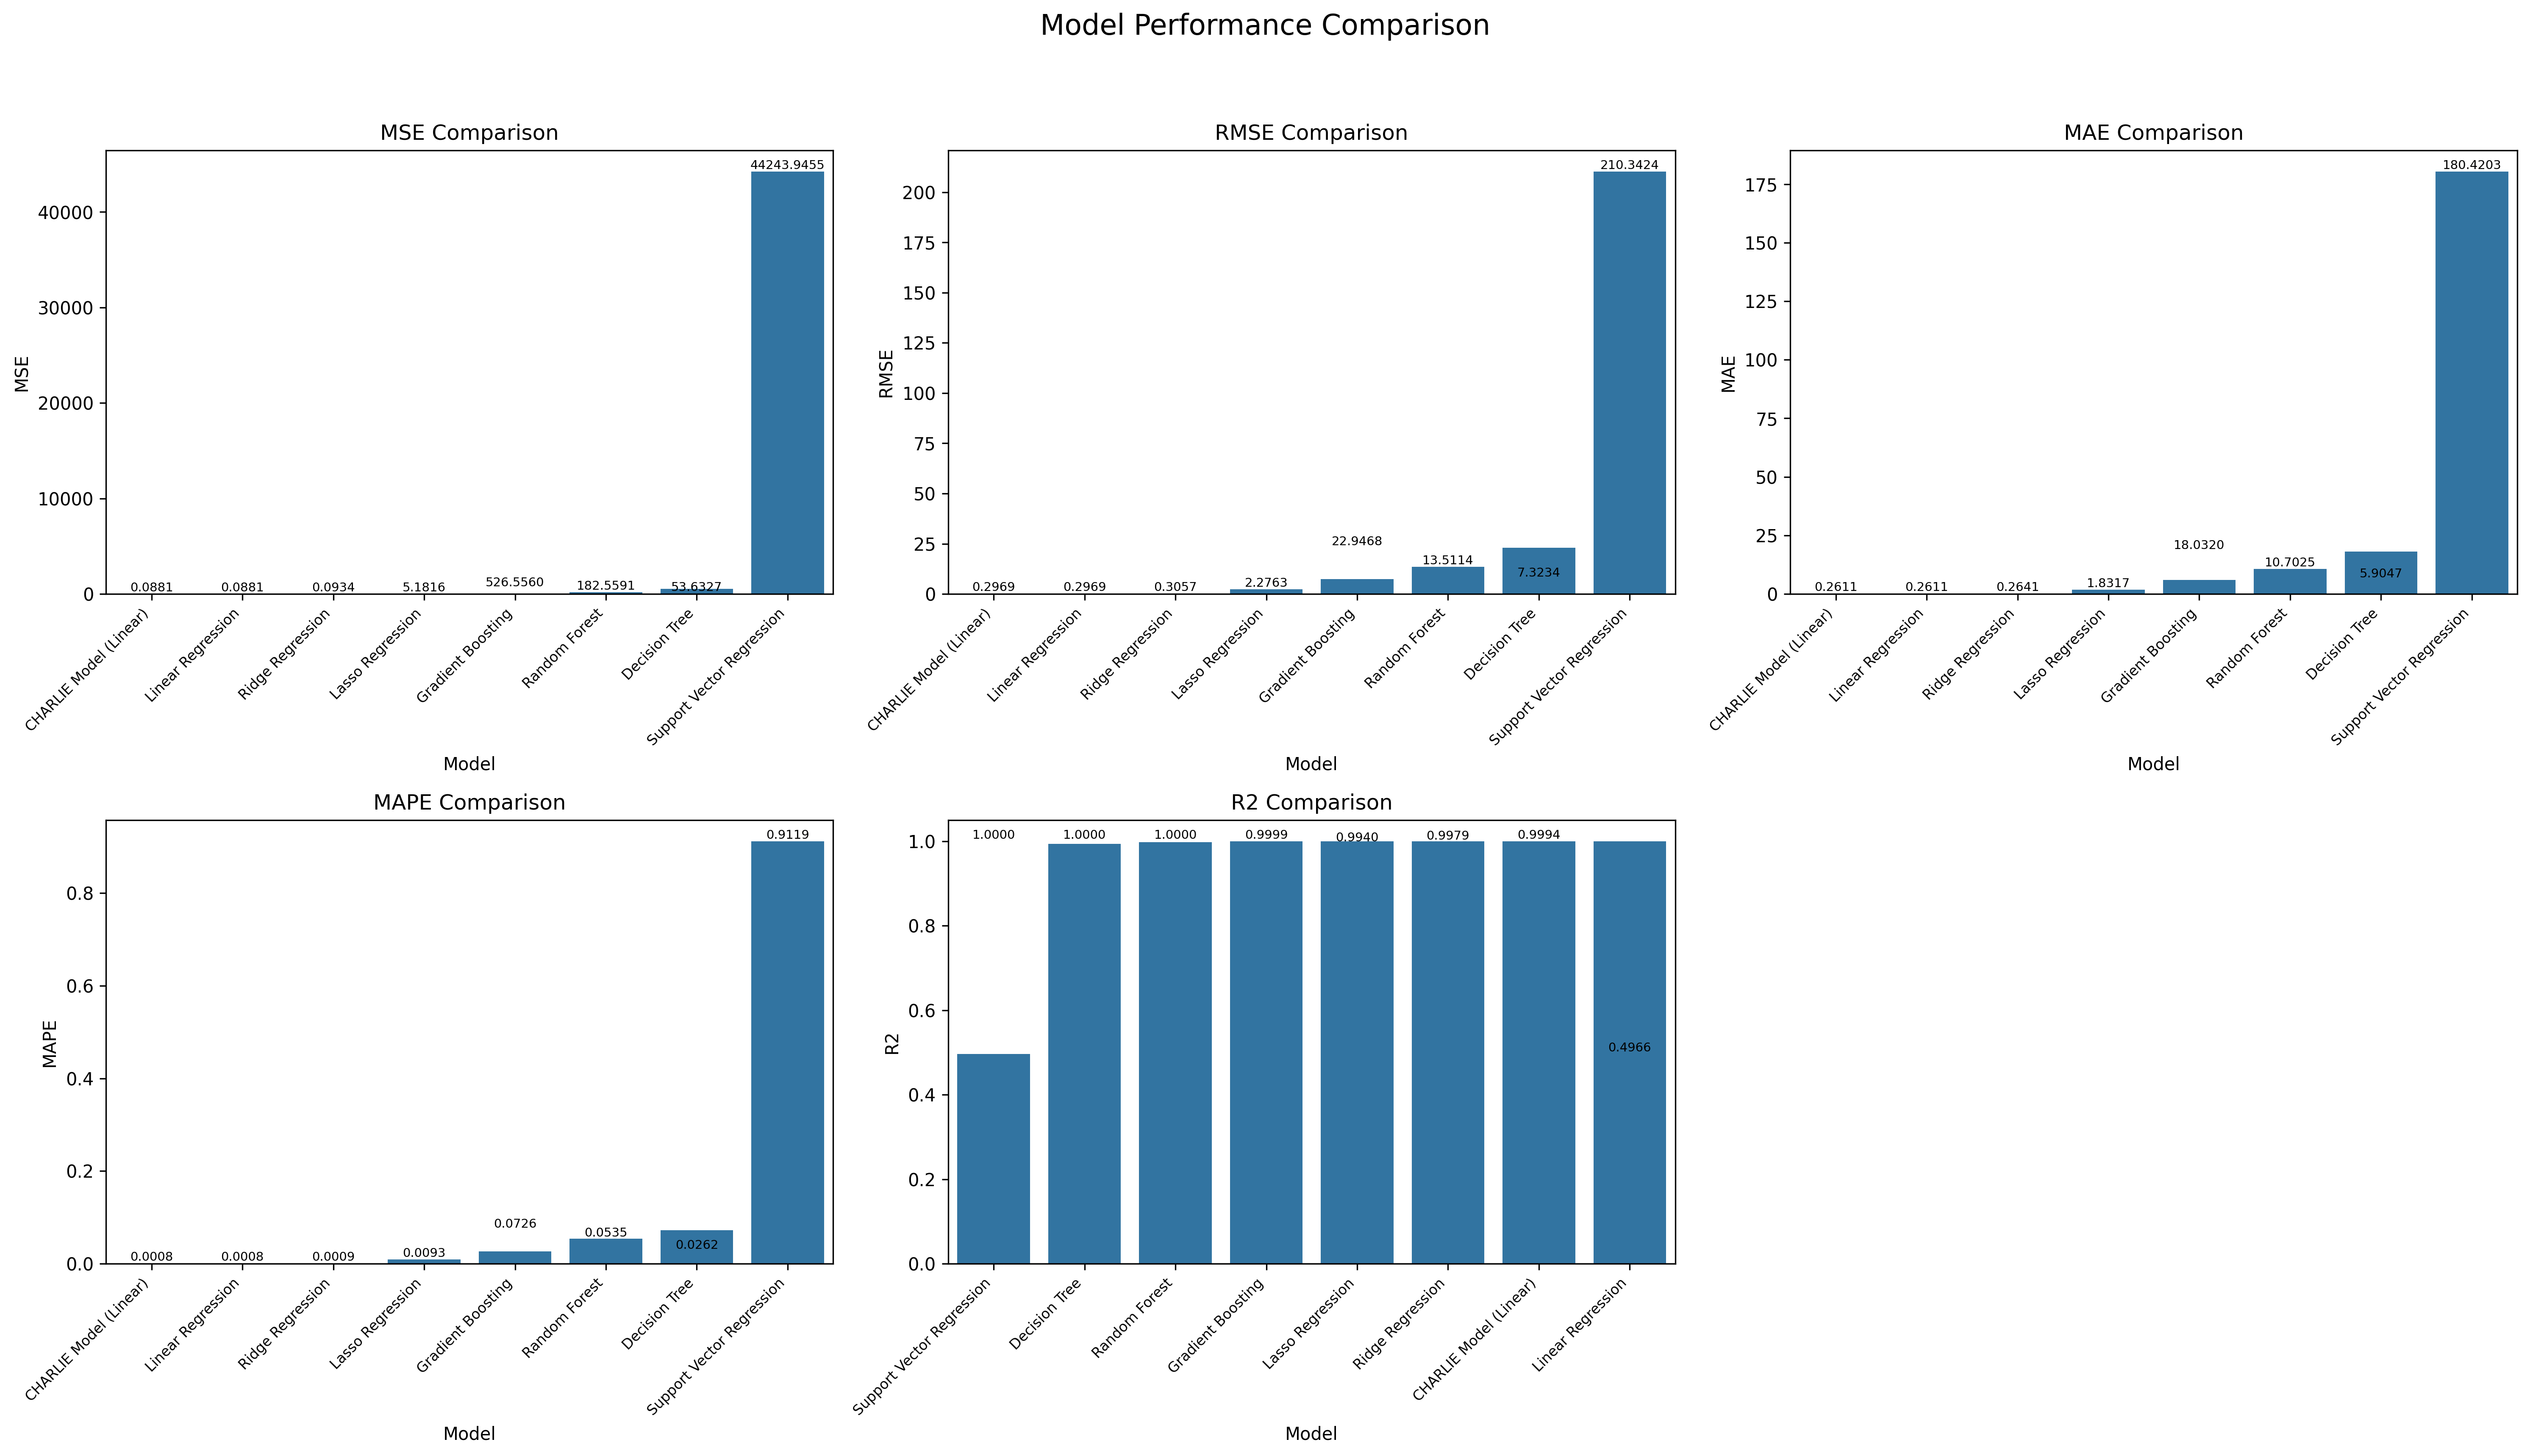 Model Performance Comparison
MSE Comparison
MSE
40000
30000
20000
10000
0
0.0881
0.0881
0.0934
5.1816
526.5560
182.5591
53.6327
44243.9455
CHARLIE Model (Linear)
Linear Regression
Ridge Regression
Lasso Regression
Gradient Boosting
Random Forest
Decision Tree
Support Vector Regression
Model
RMSE Comparison
RMSE
200
175
150
125
100
75
50
25
0
0.2969
0.2969
0.3057
2.2763
22.9468
13.5114
7.3234
210.3424
CHARLIE Model (Linear)
Linear Regression
Ridge Regression
Lasso Regression
Gradient Boosting
Random Forest
Decision Tree
Support Vector Regression
Model
MAE Comparison
MAE
175
150
125
100
75
50
25
0
0.2611
0.2611
0.2641
1.8317
18.0320
10.7025
5.9047
180.4203
CHARLIE Model (Linear)
Linear Regression
Ridge Regression
Lasso Regression
Gradient Boosting
Random Forest
Decision Tree
Support Vector Regression
Model
MAPE Comparison
MAPE
0.8
0.6
0.4
0.2
0.0
0.0008
0.0008
0.0009
0.0093
0.0726
0.0535
0.0262
0.9119
CHARLIE Model (Linear)
Linear Regression
Ridge Regression
Lasso Regression
Gradient Boosting
Random Forest
Decision Tree
Support Vector Regression
Model
R2 Comparison
R2
1.0
0.8
0.6
0.4
0.2
0.0
1.0000
1.0000
1.0000
0.9999
0.9940
0.9979
0.9994
0.4966
Support Vector Regression
Decision Tree
Random Forest
Gradient Boosting
Lasso Regression
Ridge Regression
CHARLIE Model (Linear)
Linear Regression
Model